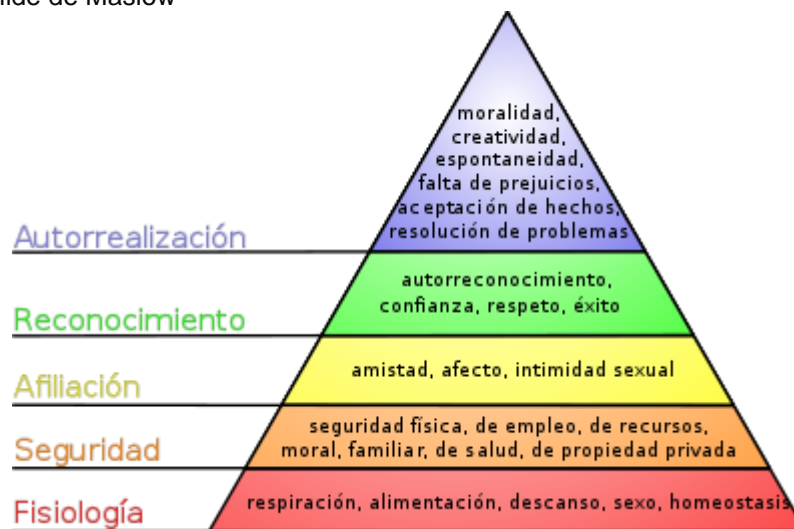 de Maslow
moralidad,
creatividad,
espontaneidad,
falta de prejuicios,
aceptación de hechos,
resolución de problemas
Autorrealización
autorreconocimiento,
confianza, respeto, éxito
Reconocimiento
amistad, afecto, intimidad sexual
Afiliación
seguridad física, de empleo, de recursos,
moral, familiar, de salud, de propiedad privada
Seguridad
respiración, alimentación, descanso, sexo, homeostasis
Fisiología